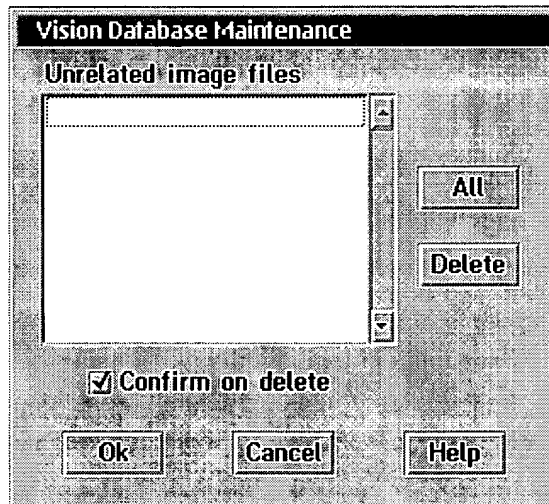 Vision Database Maintenance
Unrelated image files
All
Delete
Confirm on delete
Ok Cancel Help